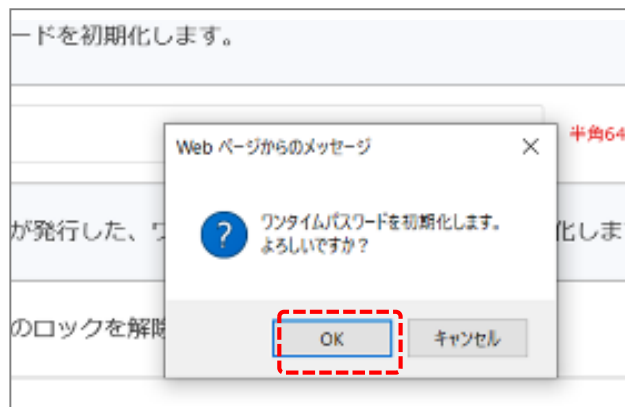 ードを初期化します。
半角64
Web ページからのメッセージ
が発行した、ワ
ワンタイムパスワードを初期化します。
よろしいですか？
化しま
のロックを解除
OK
キャンセル